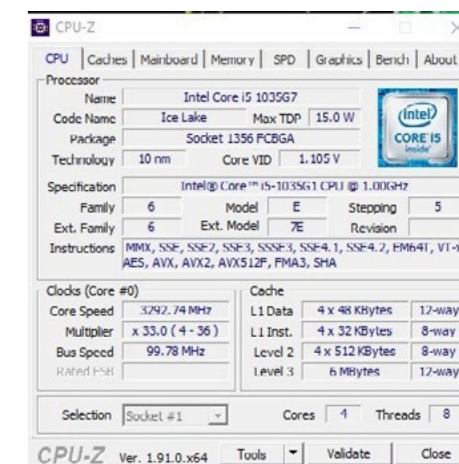 CPU-Z
CPU Caches Mainboard Memory SPD Graphics Bench About
Processor
Name Intel Core i5 1035G7
Code Name Ice Lake Max TDP 15.0 W
Package Socket 1356 FCBGA
Technology 10 nm Core VID 1.105 V
(intel)
CORE i5
inside
Specification Intel® Core™ i5-1035G1 CPU @ 1.00GHz
Family 6 Model E Stepping 5
Ext. Family 6 Ext. Model 7E Revision
Instructions MMX, SSE, SSE2, SSE3, SSSE3, SSE4.1, SSE4.2, EM64T, VT-x
AES, AVX, AVX2, AVX512F, FMA3, SHA
Clocks (Core #0)
Core Speed 3292.74 MHz
Multiplier x 33.0 ( 4 - 36 )
Bus Speed 99.78 MHz
Rated FSB
Cache
L1 Data 4 x 48 KBytes 12-way
L1 Inst. 4 x 32 KBytes 8-way
Level 2 4 x 512 KBytes 8-way
Level 3 6 MBytes 12-way
Selection Socket #1 Cores 4 Threads 8
CPU-Z Ver. 1.91.0.x64 Tools Validate Close